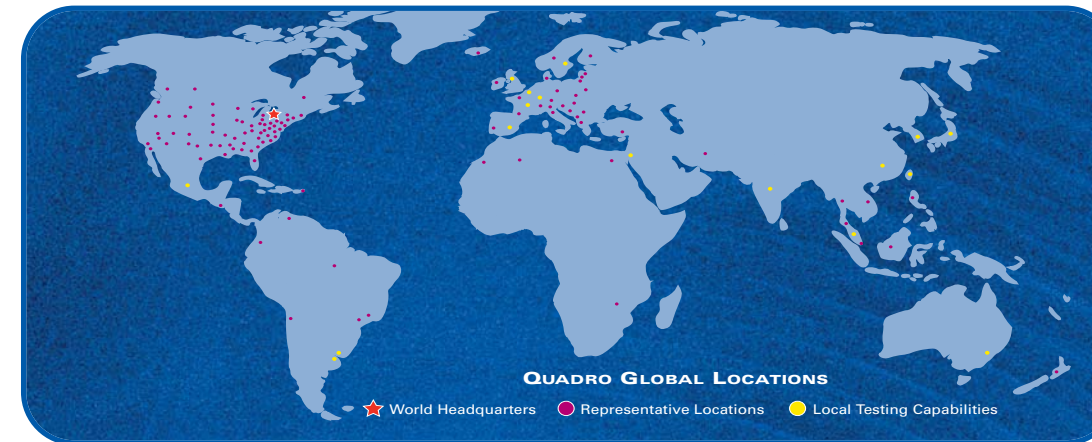 QUADRO GLOBAL LOCATIONS
World Headquarters Representative Locations Local Testing Capabilities